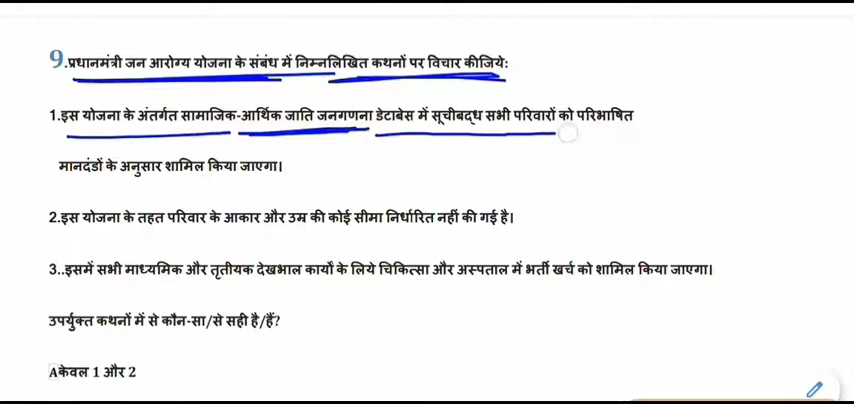 9.प्रधानमंत्री जन आरोग्य योजना के संबंध में निम्नलिखित कथनों पर विचार कीजिये:
1.इस योजना के अंतर्गत सामाजिक-आर्थिक जाति जनगणना डेटाबेस में सूचीबद्ध सभी परिवारों को परिभाषित
मानदंडों के अनुसार शामिल किया जाएगा।
2.इस योजना के तहत परिवार के आकार और उम्र की कोई सीमा निर्धारित नहीं की गई है।
3..इसमें सभी माध्यमिक और तृतीयक देखभाल कार्यों के लिये चिकित्सा और अस्पताल में भर्ती खर्च को शामिल किया जाएगा।
उपर्युक्त कथनों में से कौन-सा/से सही है/हैं?
Aकेवल 1 और 2